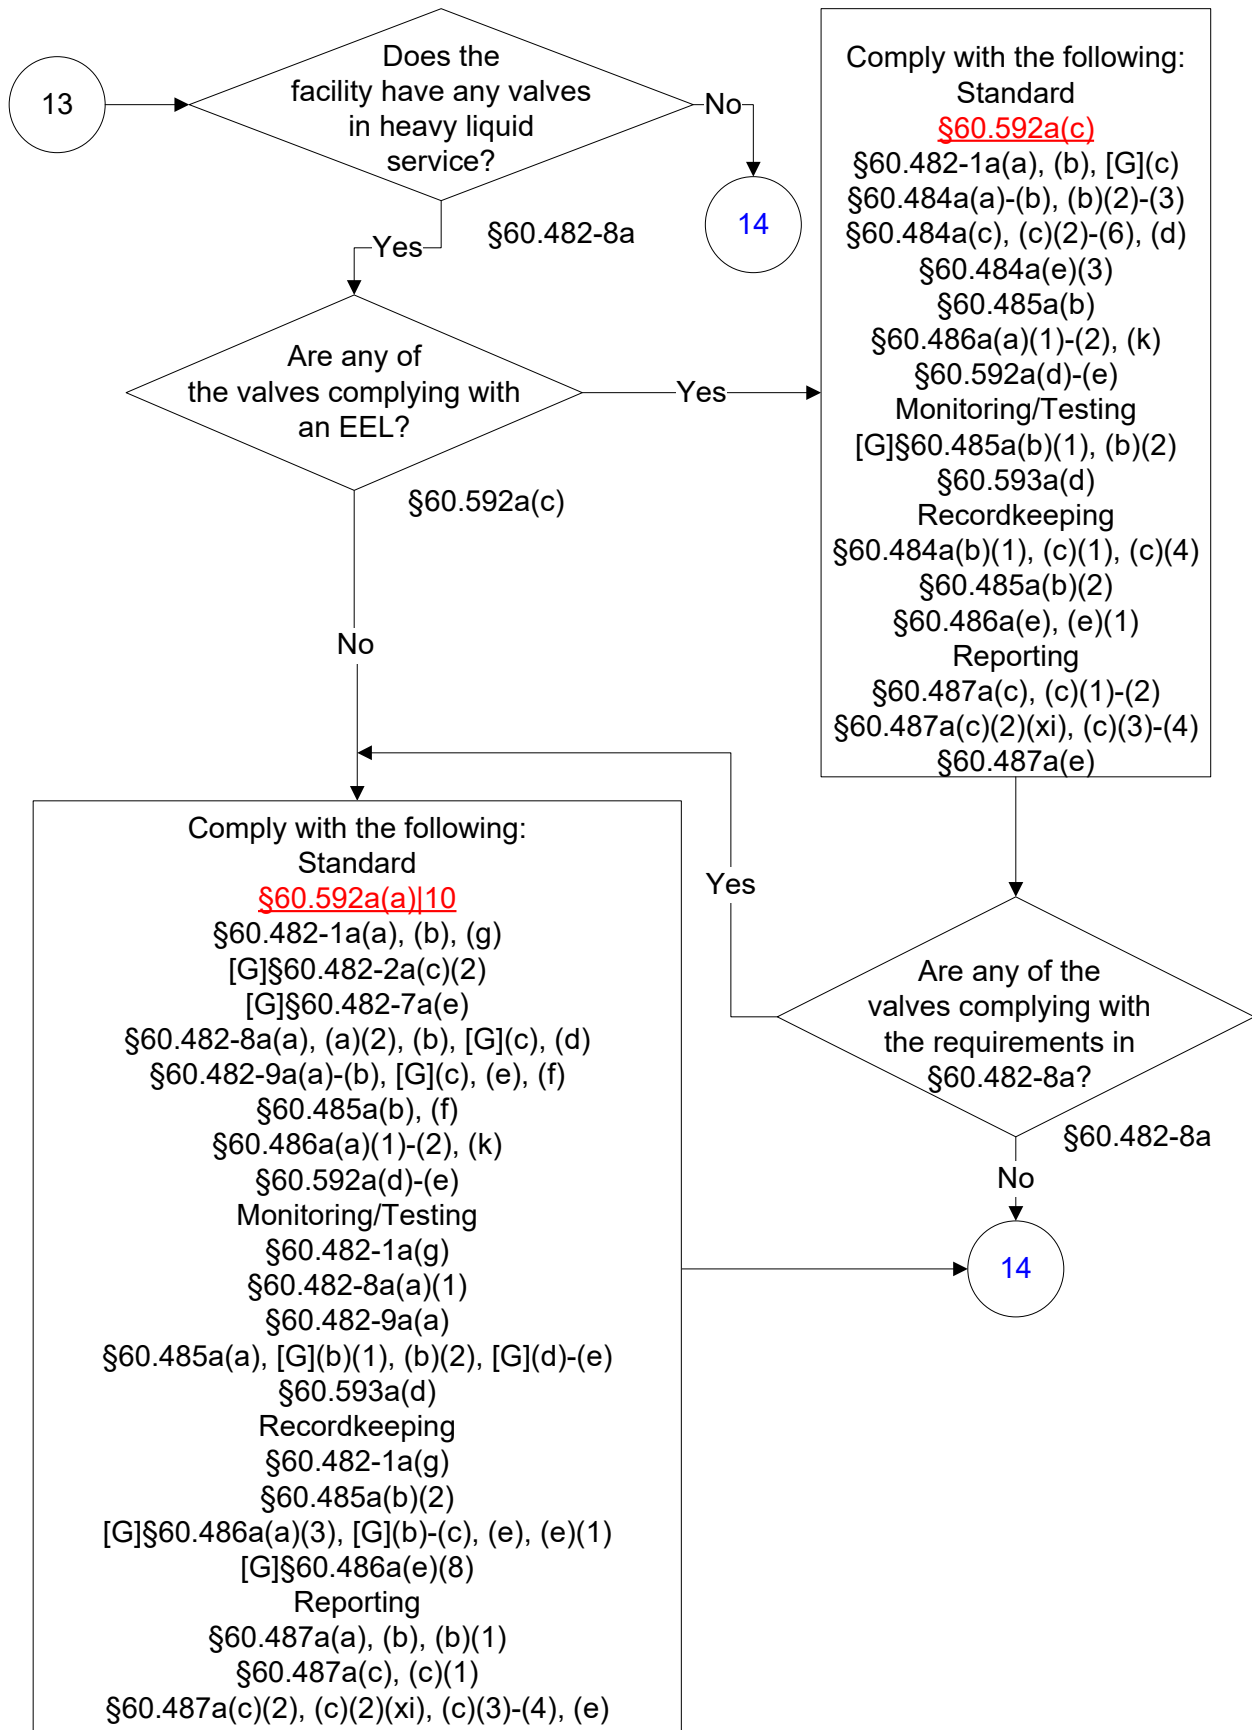 13
Does the
facility have any valves
in heavy liquid
service?
No
14
§60.482-8a
Yes
Are any of
the valves complying with
an EEL?
§60.592a(c)
Yes
No
Comply with the following:
Standard
§60.592a(c)
§60.482-1a(a), (b), [G](c)
§60.484a(a)-(b), (b)(2)-(3)
§60.484a(c), (c)(2)-(6), (d)
§60.484a(e)(3)
§60.485a(b)
§60.486a(a)(1)-(2), (k)
§60.592a(d)-(e)
Monitoring/Testing
[G]§60.485a(b)(1), (b)(2)
§60.593a(d)
Recordkeeping
§60.484a(b)(1), (c)(1), (c)(4)
§60.485a(b)(2)
§60.486a(e), (e)(1)
Reporting
§60.487a(c), (c)(1)-(2)
§60.487a(c)(2)(xi), (c)(3)-(4)
§60.487a(e)
Are any of the
valves complying with
the requirements in
§60.482-8a?
§60.482-8a
Yes
No
14
Comply with the following:
Standard
§60.592a(a)|10
§60.482-1a(a), (b), (g)
[G]§60.482-2a(c)(2)
[G]§60.482-7a(e)
§60.482-8a(a), (a)(2), (b), [G](c), (d)
§60.482-9a(a)-(b), [G](c), (e), (f)
§60.485a(b), (f)
§60.486a(a)(1)-(2), (k)
§60.592a(d)-(e)
Monitoring/Testing
§60.482-1a(g)
§60.482-8a(a)(1)
§60.482-9a(a)
§60.485a(a), [G](b)(1), (b)(2), [G](d)-(e)
§60.593a(d)
Recordkeeping
§60.482-1a(g)
§60.485a(b)(2)
[G]§60.486a(a)(3), [G](b)-(c), (e), (e)(1)
[G]§60.486a(e)(8)
Reporting
§60.487a(a), (b), (b)(1)
§60.487a(c), (c)(1)
§60.487a(c)(2), (c)(2)(xi), (c)(3)-(4), (e)